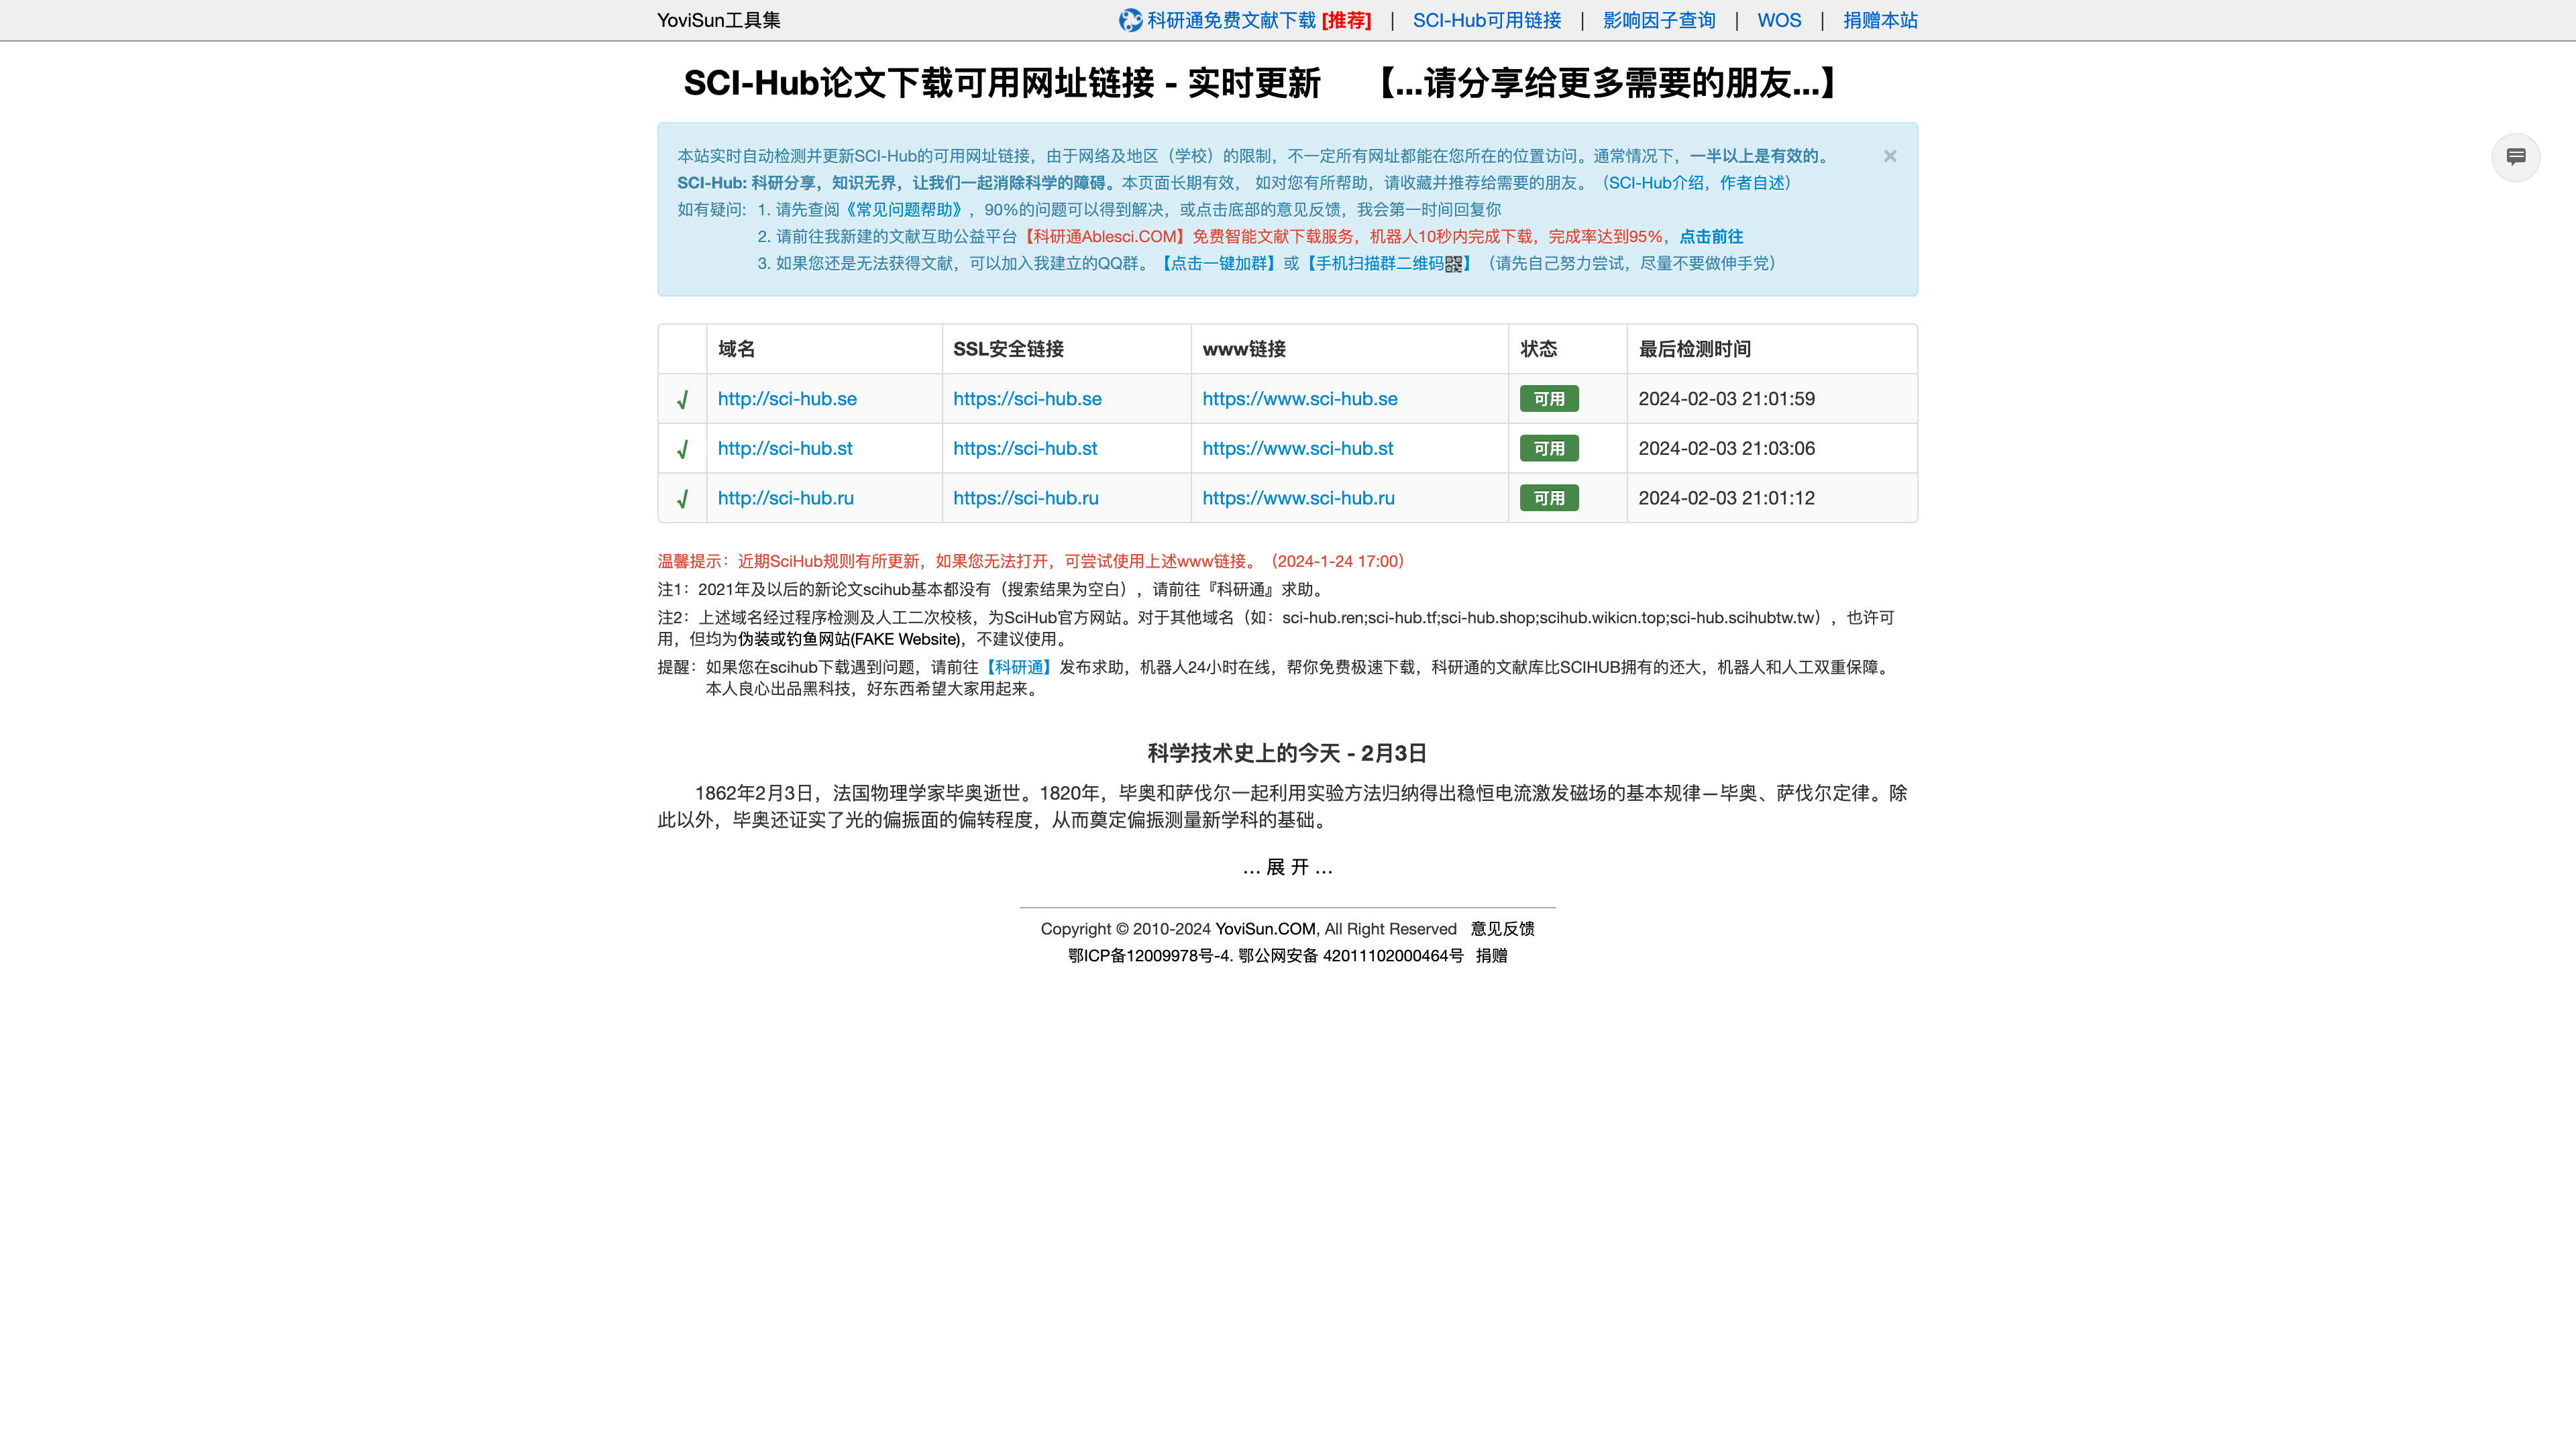 YoviSun工具集
科研通免费文献下载 [推荐] | SCI-Hub可用链接 | 影响因子查询 | WOS | 捐赠本站
SCI-Hub论文下载可用网址链接 - 实时更新 【...请分享给更多需要的朋友...】
本站实时自动检测并更新SCI-Hub的可用网址链接，由于网络及地区（学校）的限制，不一定所有网址都能在您所在的位置访问。通常情况下，一半以上是有效的。 ×
SCI-Hub: 科研分享，知识无界，让我们一起消除科学的障碍。本页面长期有效， 如对您有所帮助，请收藏并推荐给需要的朋友。（SCI-Hub介绍，作者自述）
如有疑问: 1. 请先查阅《常见问题帮助》，90%的问题可以得到解决，或点击底部的意见反馈，我会第一时间回复你
2. 请前往我新建的文献互助公益平台【科研通Ablesci.COM】免费智能文献下载服务，机器人10秒内完成下载，完成率达到95%，点击前往
3. 如果您还是无法获得文献，可以加入我建立的QQ群。【点击一键加群】或【手机扫描群二维码】（请先自己努力尝试，尽量不要做伸手党）
域名 SSL安全链接 www链接 状态 最后检测时间
√ http://sci-hub.se https://sci-hub.se https://www.sci-hub.se 可用 2024-02-03 21:01:59
√ http://sci-hub.st https://sci-hub.st https://www.sci-hub.st 可用 2024-02-03 21:03:06
√ http://sci-hub.ru https://sci-hub.ru https://www.sci-hub.ru 可用 2024-02-03 21:01:12
温馨提示：近期SciHub规则有所更新，如果您无法打开，可尝试使用上述www链接。（2024-1-24 17:00）
注1：2021年及以后的新论文scihub基本都没有（搜索结果为空白），请前往『科研通』求助。
注2：上述域名经过程序检测及人工二次校核，为SciHub官方网站。对于其他域名（如：sci-hub.ren;sci-hub.tf;sci-hub.shop;scihub.wikicn.top;sci-hub.scihubtw.tw），也许可
用，但均为伪装或钓鱼网站(FAKE Website)，不建议使用。
提醒：如果您在scihub下载遇到问题，请前往【科研通】发布求助，机器人24小时在线，帮你免费极速下载，科研通的文献库比SCIHUB拥有的还大，机器人和人工双重保障。
本人良心出品黑科技，好东西希望大家用起来。
科学技术史上的今天 - 2月3日
1862年2月3日，法国物理学家毕奥逝世。1820年，毕奥和萨伐尔一起利用实验方法归纳得出稳恒电流激发磁场的基本规律—毕奥、萨伐尔定律。除
此以外，毕奥还证实了光的偏振面的偏转程度，从而奠定偏振测量新学科的基础。
... 展 开 ...
Copyright © 2010-2024 YoviSun.COM, All Right Reserved 意见反馈
鄂ICP备12009978号-4. 鄂公网安备 42011102000464号 捐赠